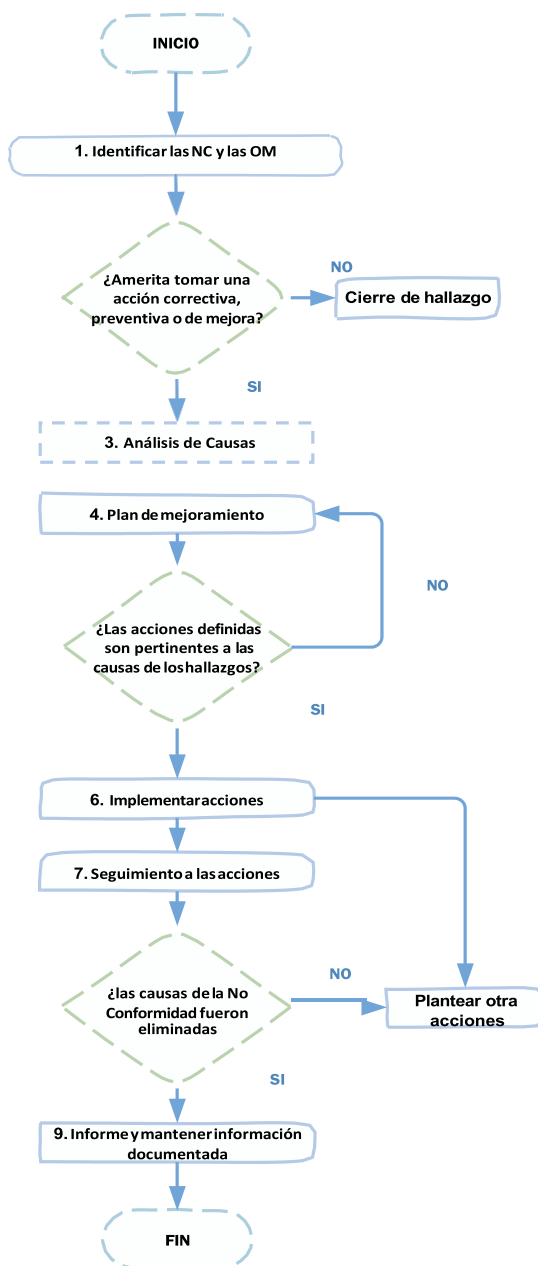 INICIO
1. Identificar las NC y las OM
¿Amerita tomar una
acción correctiva,
preventiva o de mejora?
NO
Cierre de hallazgo
SI
3. Análisis de Causas
4. Plan de mejoramiento
NO
¿Las acciones definidas
son pertinentes a las
causas de los hallazgos?
SI
6. Implementar acciones
7. Seguimiento a las acciones
NO
¿las causas de la No
Conformidad fueron
eliminadas
Plantear otra
acciones
SI
9. Informe y mantener información
documentada
FIN